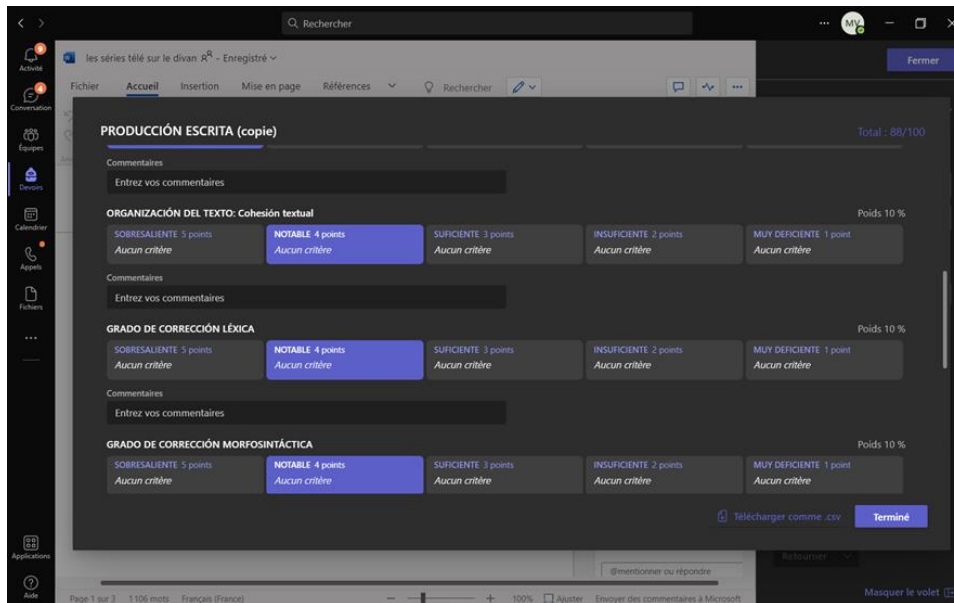 Rechercher
MV
9
Activité
les séries télé sur le divan - Enregistré
Fermer
Fichier Accueil Insertion Mise en page Références Rechercher
4
Conversation
Équipes
Devoirs
Calendrier
Appels
Fichiers
Applications
Aide
PRODUCCIÓN ESCRITA (copie)
Total : 88/100
Commentaires
Entrez vos commentaires
ORGANIZACIÓN DEL TEXTO: Cohesión textual
Poids 10 %
SOBRESALIENTE 5 points NOTABLE 4 points SUFICIENTE 3 points INSUFICIENTE 2 points MUY DEFICIENTE 1 point
Aucun critère Aucun critère Aucun critère Aucun critère Aucun critère
Commentaires
Entrez vos commentaires
GRADO DE CORRECCIÓN LÉXICA
Poids 10 %
SOBRESALIENTE 5 points NOTABLE 4 points SUFICIENTE 3 points INSUFICIENTE 2 points MUY DEFICIENTE 1 point
Aucun critère Aucun critère Aucun critère Aucun critère Aucun critère
Commentaires
Entrez vos commentaires
GRADO DE CORRECCIÓN MORFOSINTÁCTICA
Poids 10 %
SOBRESALIENTE 5 points NOTABLE 4 points SUFICIENTE 3 points INSUFICIENTE 2 points MUY DEFICIENTE 1 point
Aucun critère Aucun critère Aucun critère Aucun critère Aucun critère
Télécharger comme .csv Terminé
Retourner
@mentionner ou répondre
Page 1 sur 3 1106 mots Français (France) 100% Ajuster Envoyer des commentaires à Microsoft
Masquer le volet